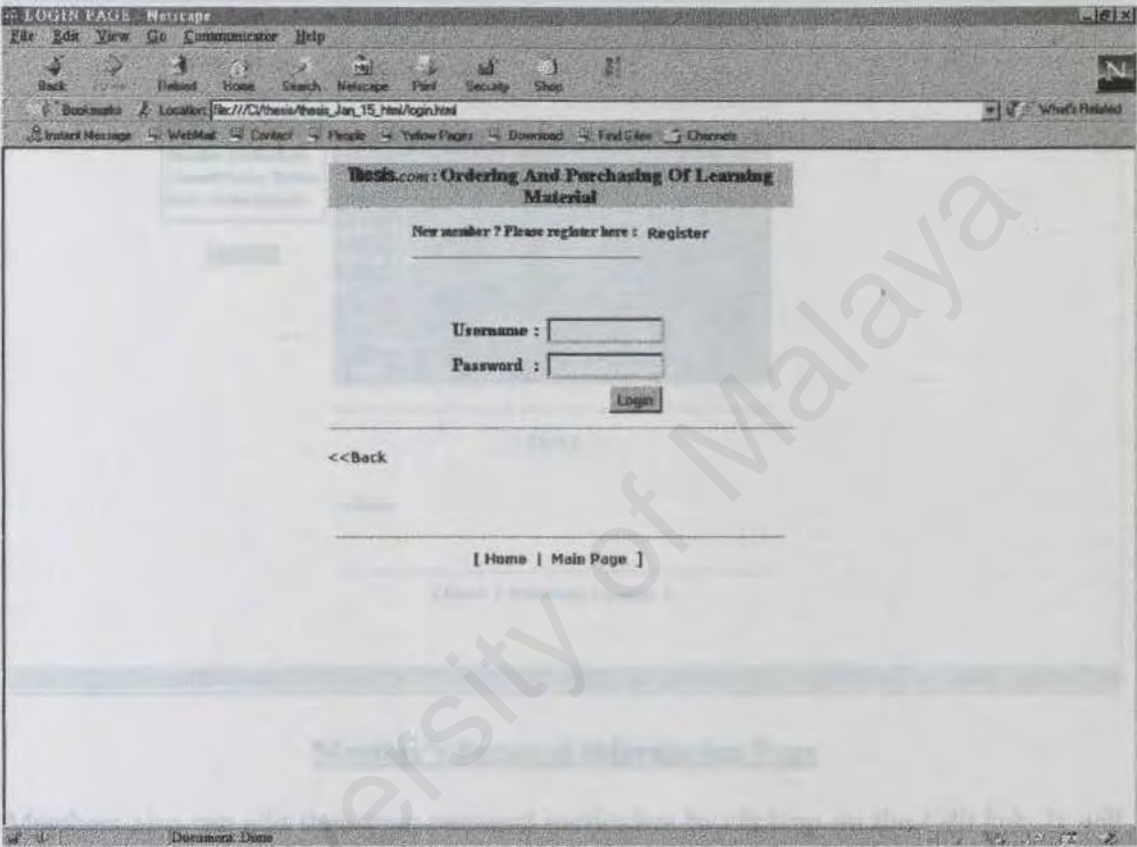 LOGIN PAGE Netscape
File Edit View Go Communicator Help
Back Reload Home Search Netscape Print Security Shop
Bookmarks Location: file:///C|/thesis/thesis_Jan_15_html/login.html What's Related
Instant Message WebMail Contact People Yellow Pages Download Find Sites Channels
Thesis.com : Ordering And Purchasing Of Learning
Material
New member ? Please register here : Register
Username :
Password :
Login
<<Back
[ Home | Main Page ]
Document: Done
University of Malaya